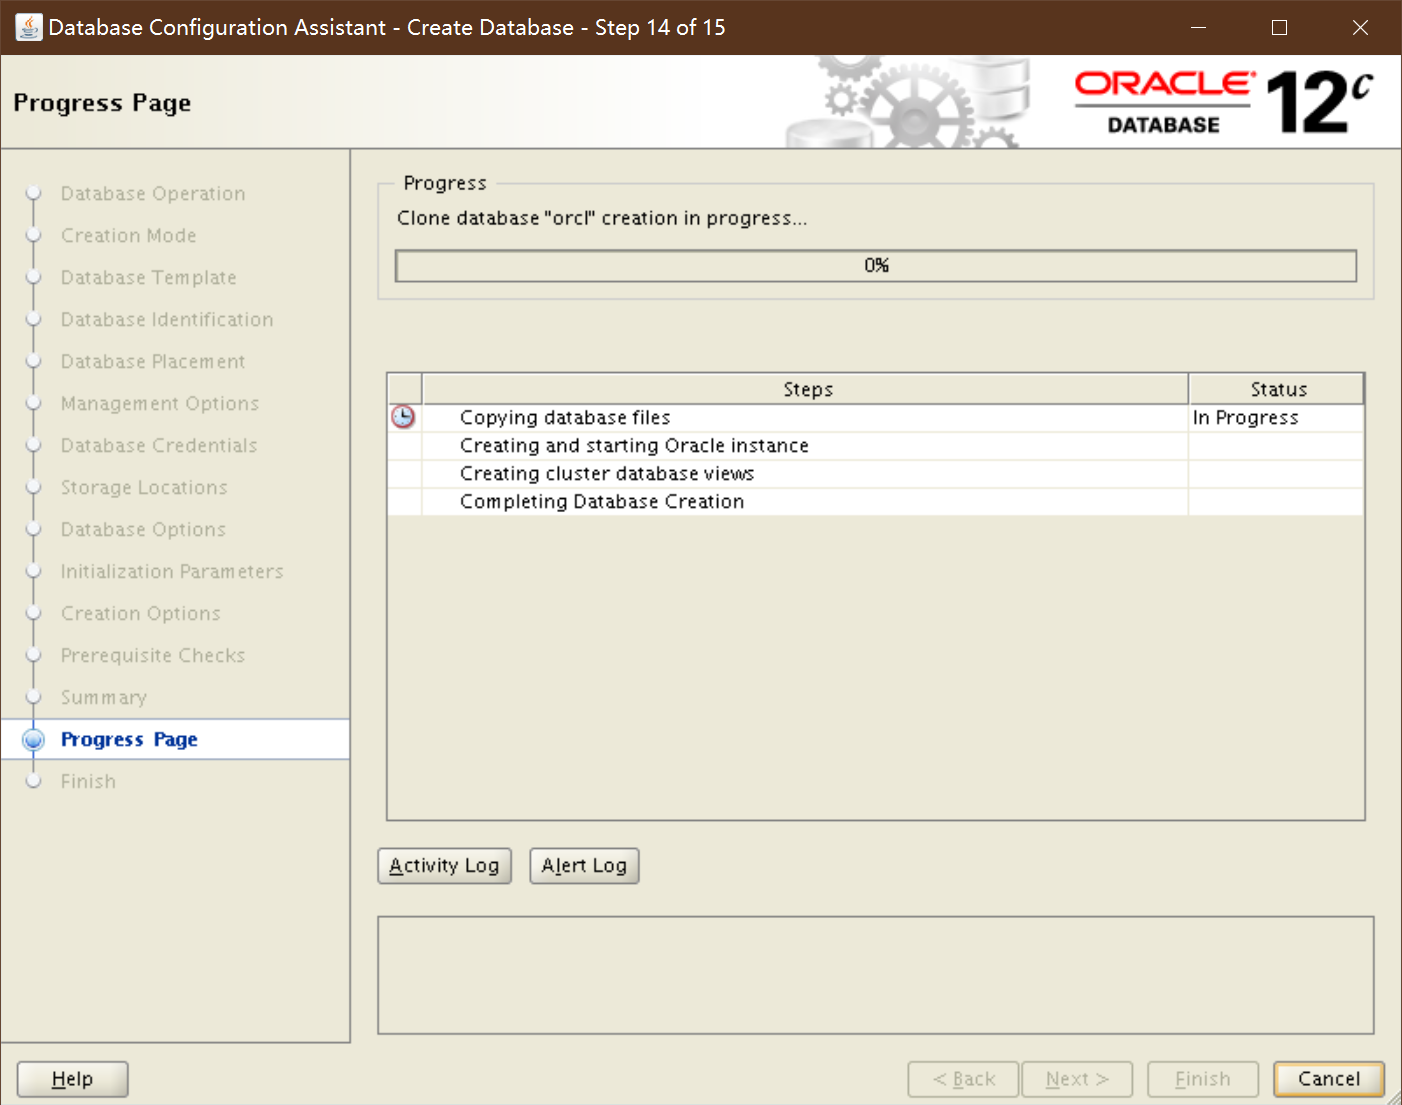 Database Configuration Assistant - Create Database - Step 14 of 15
Progress Page
ORACLE
DATABASE
12c
Database Operation
Creation Mode
Database Template
Database Identification
Database Placement
Management Options
Database Credentials
Storage Locations
Database Options
Initialization Parameters
Creation Options
Prerequisite Checks
Summary
Progress Page
Finish
Progress
Clone database "orcl" creation in progress...
0%
Steps Status
Copying database files In Progress
Creating and starting Oracle instance
Creating cluster database views
Completing Database Creation
Activity Log Alert Log
Help < Back Next > Finish Cancel